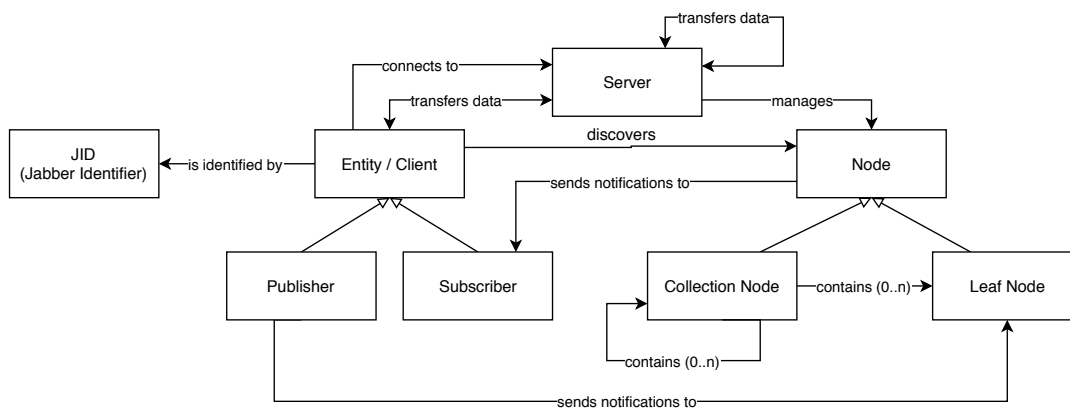 transfers data
Server
connects to
transfers data
manages
discovers
JID
(Jabber Identifier)
is identified by
Entity / Client
Node
sends notifications to
Publisher
Subscriber
Collection Node
contains (0..n)
Leaf Node
contains (0..n)
sends notifications to